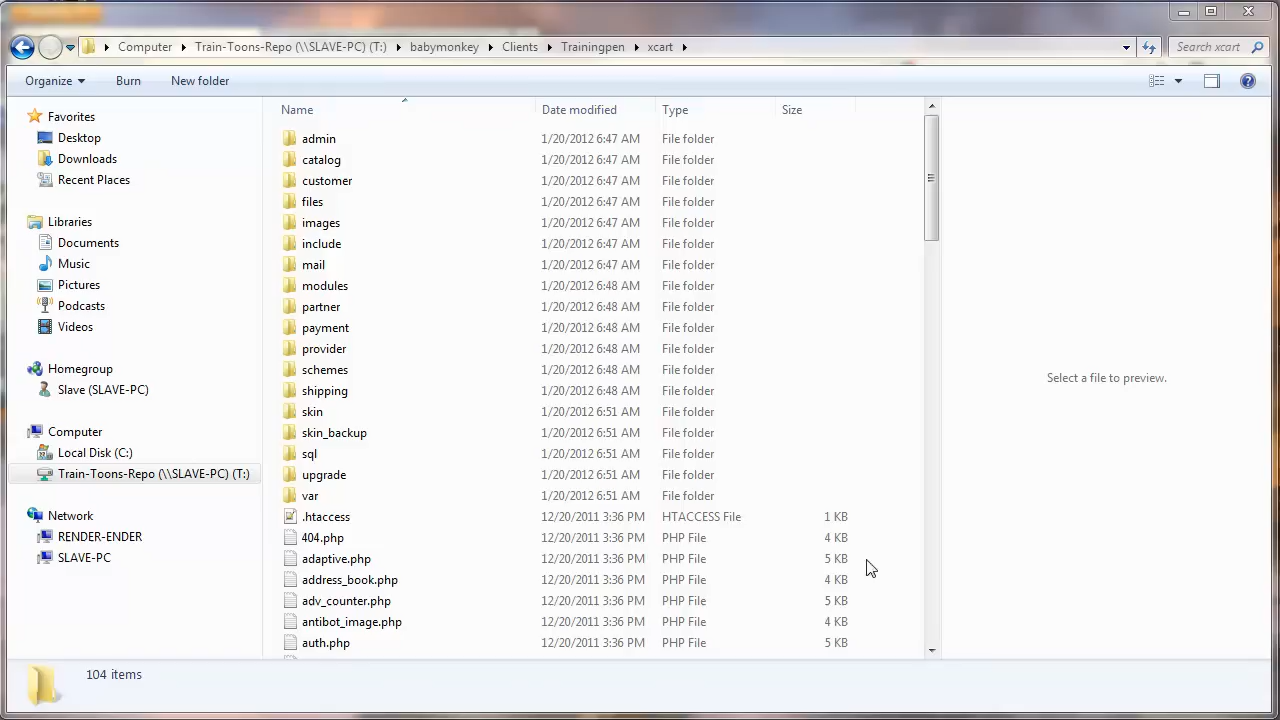 Computer Train-Toons-Repo (\\SLAVE-PC) (T:) babymonkey Clients Trainingpen xcart Search xcart
Organize Burn New folder
Favorites
Desktop
Downloads
Recent Places
Libraries
Documents
Music
Pictures
Podcasts
Videos
Homegroup
Slave (SLAVE-PC)
Computer
Local Disk (C:)
Train-Toons-Repo (\\SLAVE-PC) (T:)
Network
RENDER-ENDER
SLAVE-PC
Name Date modified Type Size
admin 1/20/2012 6:47 AM File folder
catalog 1/20/2012 6:47 AM File folder
customer 1/20/2012 6:47 AM File folder
files 1/20/2012 6:47 AM File folder
images 1/20/2012 6:47 AM File folder
include 1/20/2012 6:47 AM File folder
mail 1/20/2012 6:47 AM File folder
modules 1/20/2012 6:48 AM File folder
partner 1/20/2012 6:48 AM File folder
payment 1/20/2012 6:48 AM File folder
provider 1/20/2012 6:48 AM File folder
schemes 1/20/2012 6:48 AM File folder
shipping 1/20/2012 6:48 AM File folder
skin 1/20/2012 6:51 AM File folder
skin_backup 1/20/2012 6:51 AM File folder
sql 1/20/2012 6:51 AM File folder
upgrade 1/20/2012 6:51 AM File folder
var 1/20/2012 6:51 AM File folder
.htaccess 12/20/2011 3:36 PM HTACCESS File 1 KB
404.php 12/20/2011 3:36 PM PHP File 4 KB
adaptive.php 12/20/2011 3:36 PM PHP File 5 KB
address_book.php 12/20/2011 3:36 PM PHP File 4 KB
adv_counter.php 12/20/2011 3:36 PM PHP File 5 KB
antibot_image.php 12/20/2011 3:36 PM PHP File 4 KB
auth.php 12/20/2011 3:36 PM PHP File 5 KB
Select a file to preview.
104 items